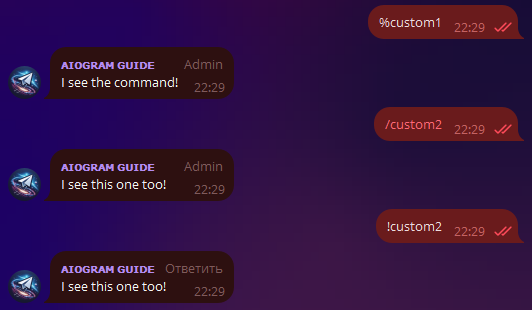 %custom1 22:29
AIOGRAM GUIDE Admin
I see the command! 22:29
/custom2 22:29
AIOGRAM GUIDE Admin
I see this one too! 22:29
!custom2 22:29
AIOGRAM GUIDE Ответить
I see this one too! 22:29